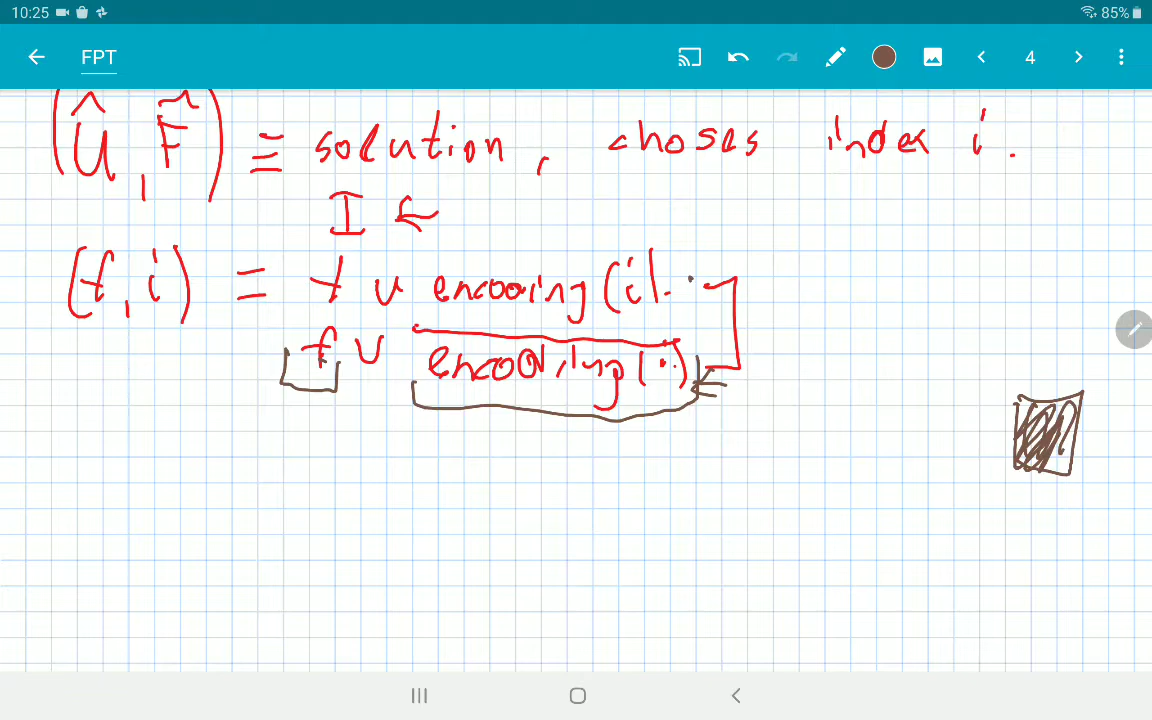 10:25 85%
FPT 4
(Û, F⃗) ≡ solution, choses index i.
I ⇐
(f, i) = f ∪ encoding(i).
f ∪ encoding(i)